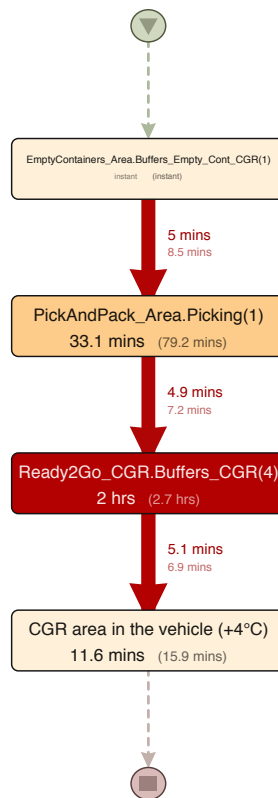 EmptyContainers_Area.Buffers_Empty_Cont_CGR(1)
instant (instant)
5 mins
8.5 mins
PickAndPack_Area.Picking(1)
33.1 mins (79.2 mins)
4.9 mins
7.2 mins
Ready2Go_CGR.Buffers_CGR(4)
2 hrs (2.7 hrs)
5.1 mins
6.9 mins
CGR area in the vehicle (+4°C)
11.6 mins (15.9 mins)